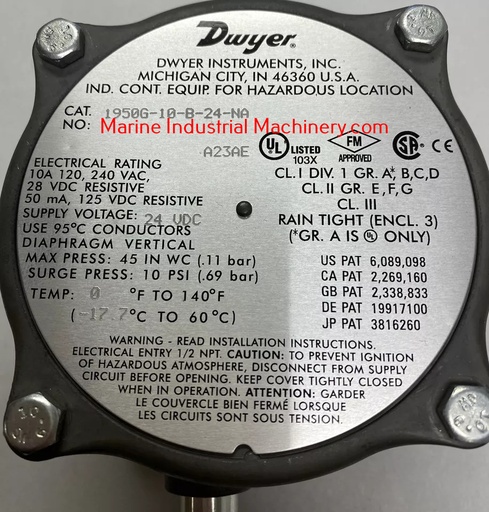 Dwyer
DWYER INSTRUMENTS, INC.
MICHIGAN CITY, IN 46360 U.S.A.
IND. CONT. EQUIP. FOR HAZARDOUS LOCATION
CAT. NO: 1950G-10-B-24-NA
Marine Industrial Machinery.com
A23AE
UL LISTED 103X
FM APPROVED
SA CE
ELECTRICAL RATING
10A 120, 240 VAC,
28 VDC RESISTIVE
50 mA, 125 VDC RESISTIVE
SUPPLY VOLTAGE: 24 VDC
USE 95°C CONDUCTORS
DIAPHRAGM VERTICAL
MAX PRESS: 45 IN WC (.11 bar)
SURGE PRESS: 10 PSI (.69 bar)
TEMP: 0 °F TO 140°F
(-17.7°C TO 60°C)
CL. I DIV. 1 GR. A*, B,C,D
CL. II GR. E,F,G
CL. III
RAIN TIGHT (ENCL. 3)
(*GR. A IS UL ONLY)
US PAT 6,089,098
CA PAT 2,269,160
GB PAT 2,338,833
DE PAT 19917100
JP PAT 3816260
WARNING - READ INSTALLATION INSTRUCTIONS.
ELECTRICAL ENTRY 1/2 NPT. CAUTION: TO PREVENT IGNITION
OF HAZARDOUS ATMOSPHERE, DISCONNECT FROM SUPPLY
CIRCUIT BEFORE OPENING. KEEP COVER TIGHTLY CLOSED
WHEN IN OPERATION. ATTENTION: GARDER
LE COUVERCLE BIEN FERMÉ LORSQUE
LES CIRCUITS SONT SOUS TENSION.